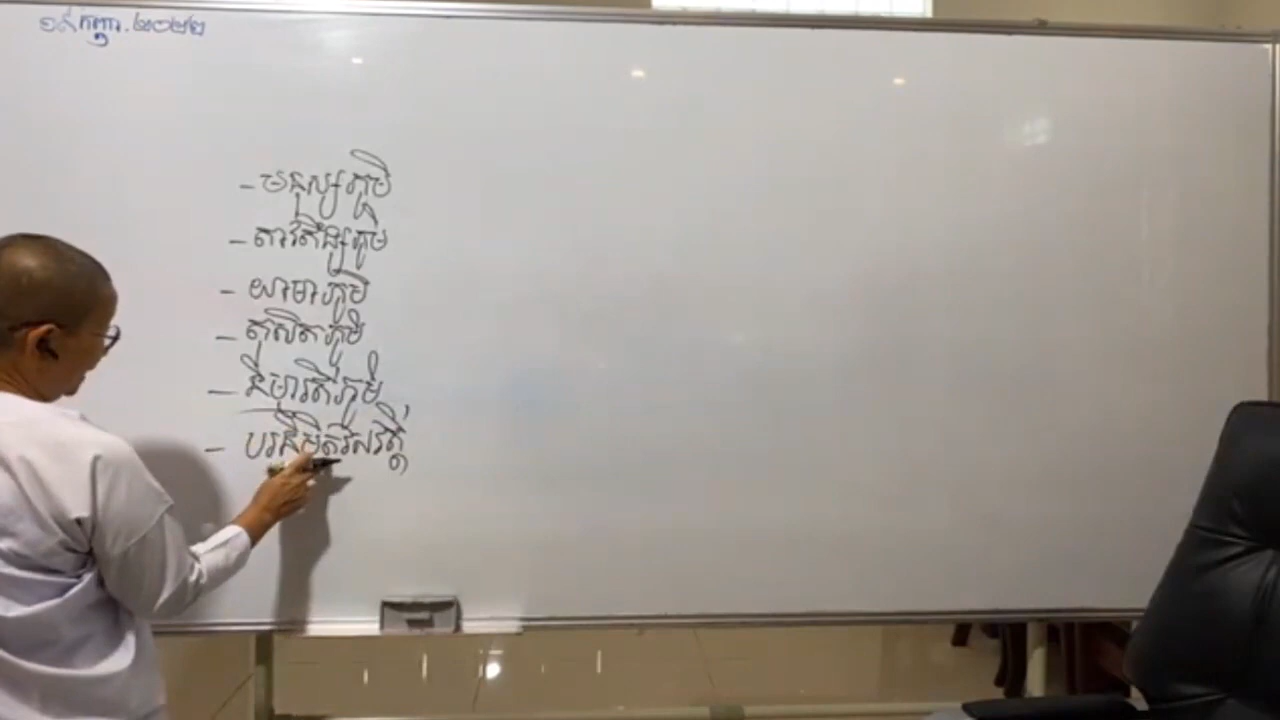 ១៩ កញ្ញា. ២០២២
- មនុស្សភូមិ
- តាវតិង្សភូមិ
- យាមាភូមិ
- តុសិតាភូមិ
- និម្មានរតីភូមិ
- បរនិម្មិតវសវត្តី